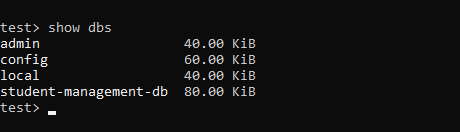 test> show dbs
admin                40.00 KiB
config               60.00 KiB
local                40.00 KiB
student-management-db  80.00 KiB
test>